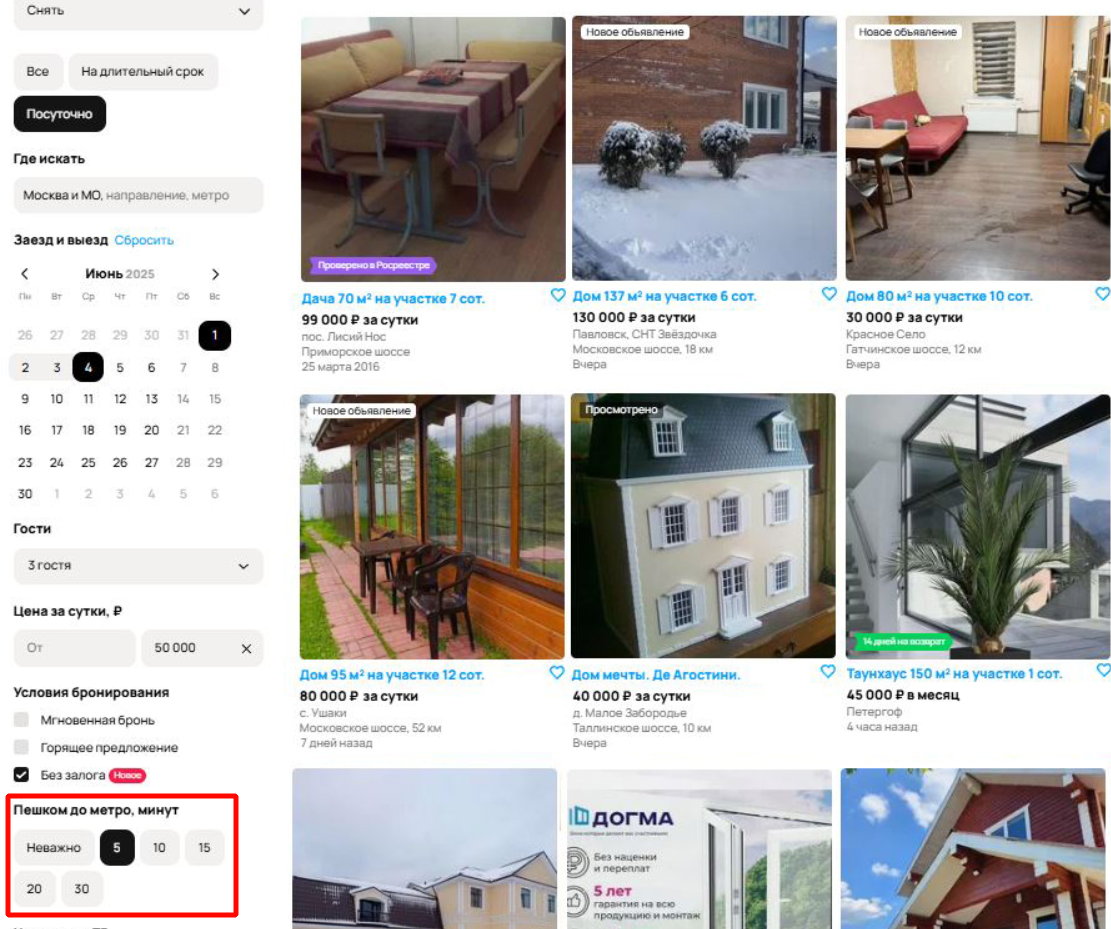 Снять
Все
На длительный срок
Посуточно
Где искать
Москва и МО, направление, метро
Заезд и выезд Сбросить
Июнь 2025
Пн Вт Ср Чт Пт Сб Вс
26 27 28 29 30 31 1
2 3 4 5 6 7 8
9 10 11 12 13 14 15
16 17 18 19 20 21 22
23 24 25 26 27 28 29
30 1 2 3 4 5 6
Гости
3 гостя
Цена за сутки, ₽
От
50 000
Условия бронирования
Мгновенная бронь
Горящее предложение
Без залога Новое
Пешком до метро, минут
Неважно 5 10 15
20 30
Проверено в Росреестре
Дача 70 м² на участке 7 сот.
99 000 ₽ за сутки
пос. Лисий Нос
Приморское шоссе
25 марта 2016
Новое объявление
Дом 137 м² на участке 6 сот.
130 000 ₽ за сутки
Павловск, СНТ Звёздочка
Московское шоссе, 18 км
Вчера
Новое объявление
Дом 80 м² на участке 10 сот.
30 000 ₽ за сутки
Красное Село
Гатчинское шоссе, 12 км
Вчера
Новое объявление
Дом 95 м² на участке 12 сот.
80 000 ₽ за сутки
с. Ушаки
Московское шоссе, 52 км
7 дней назад
Просмотрено
Дом мечты. Де Агостини.
40 000 ₽ за сутки
д. Малое Забородье
Таллинское шоссе, 10 км
Вчера
14 дней на возврат
Таунхаус 150 м² на участке 1 сот.
45 000 ₽ в месяц
Петергоф
4 часа назад
ДОГМА
Без наценки
и переплат
5 лет
гарантия на всю
продукцию и монтаж